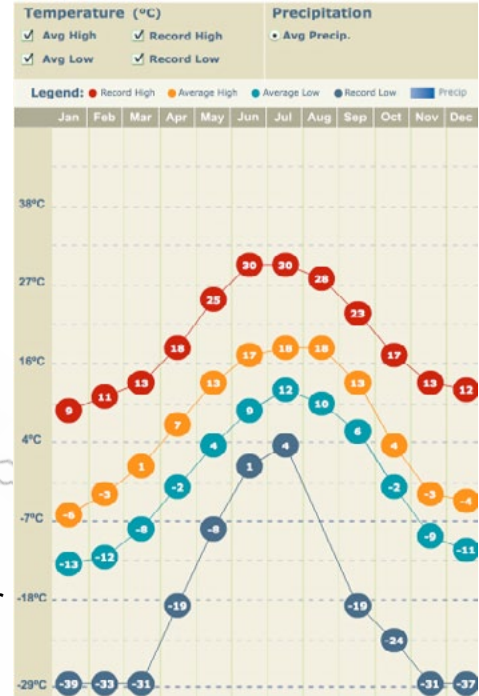 Temperature (ºC) Precipitation
Avg High Record High Avg Precip.
Avg Low Record Low
Legend: Record High Average High Average Low Record Low Precip
Jan Feb Mar Apr May Jun Jul Aug Sep Oct Nov Dec
38ºC
27ºC
30 30 28
25 23
16ºC
18 17
9 11 13 13 12
17 18 18
13 13
7 4
1 -3 -4
-6 -3
4ºC
12 10
9 6
4 -2
-2 -9 -11
-8
-13 -12
-7ºC
4
1
-8
-18ºC
-19 -19
-24
-29ºC
-39 -33 -31 -31 -37